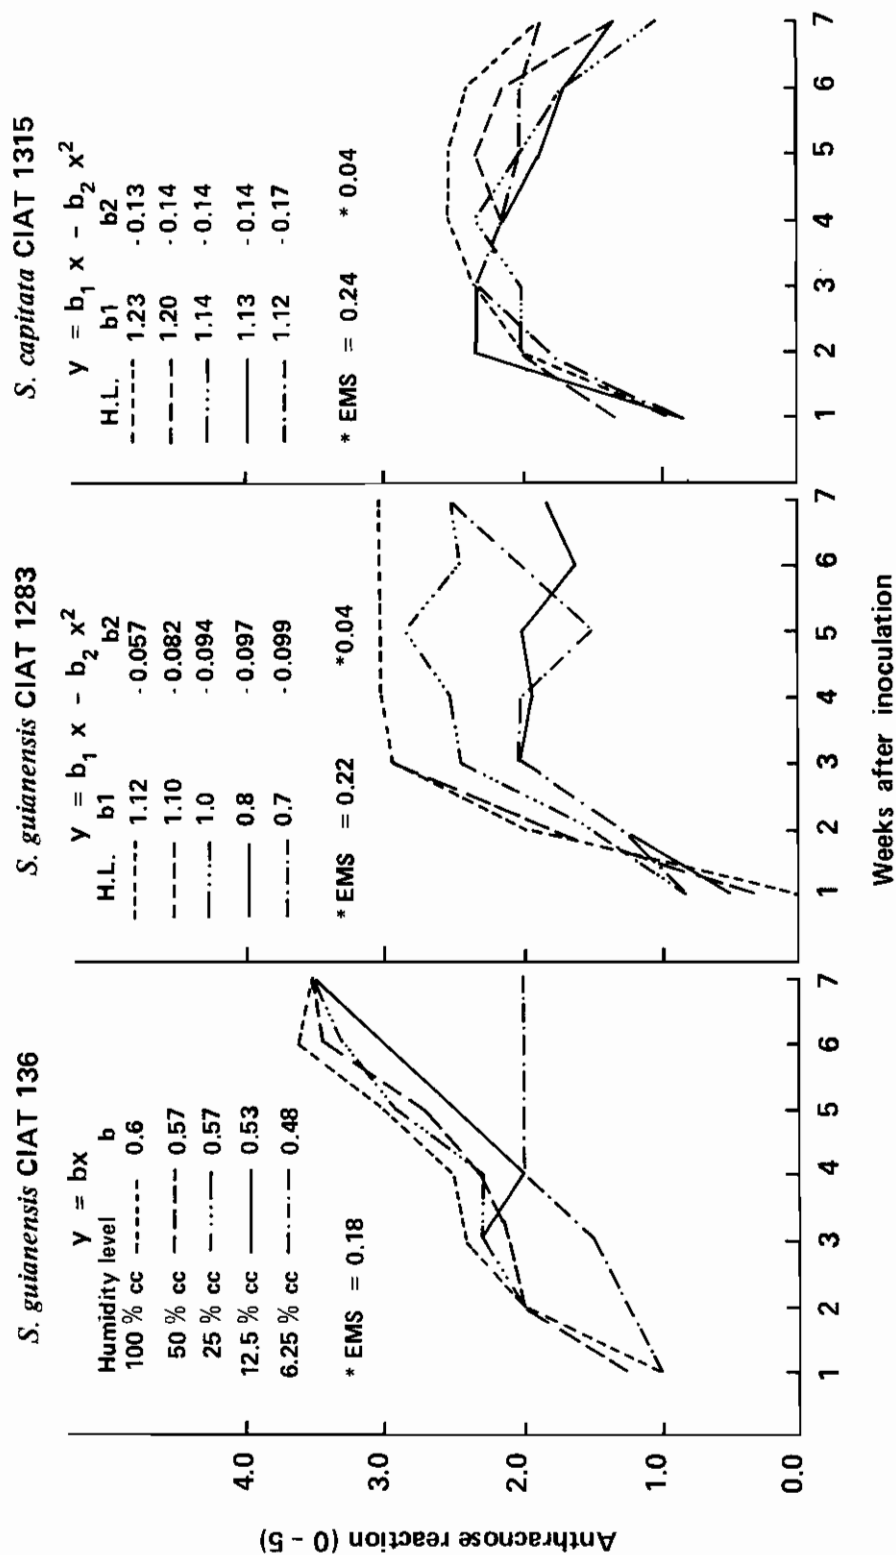 S. guianensis CIAT 136
y = bx
Humidity level b
100 % cc 0.6
50 % cc 0.57
25 % cc 0.57
12.5 % cc 0.53
6.25 % cc 0.48
* EMS = 0.18
S. guianensis CIAT 1283
y = b1 x - b2 x2
H.L. b1 b2
1.12 - 0.057
1.10 - 0.082
1.0 - 0.094
0.8 - 0.097
0.7 - 0.099
* EMS = 0.22 *0.04
S. capitata CIAT 1315
y = b1 x - b2 x2
H.L. b1 b2
1.23 - 0.13
1.20 - 0.14
1.14 - 0.14
1.13 - 0.14
1.12 - 0.17
* EMS = 0.24 * 0.04
Anthracnose reaction (0 - 5)
4.0
3.0
2.0
1.0
0.0
1 2 3 4 5 6 7
1 2 3 4 5 6 7
1 2 3 4 5 6 7
Weeks after inoculation